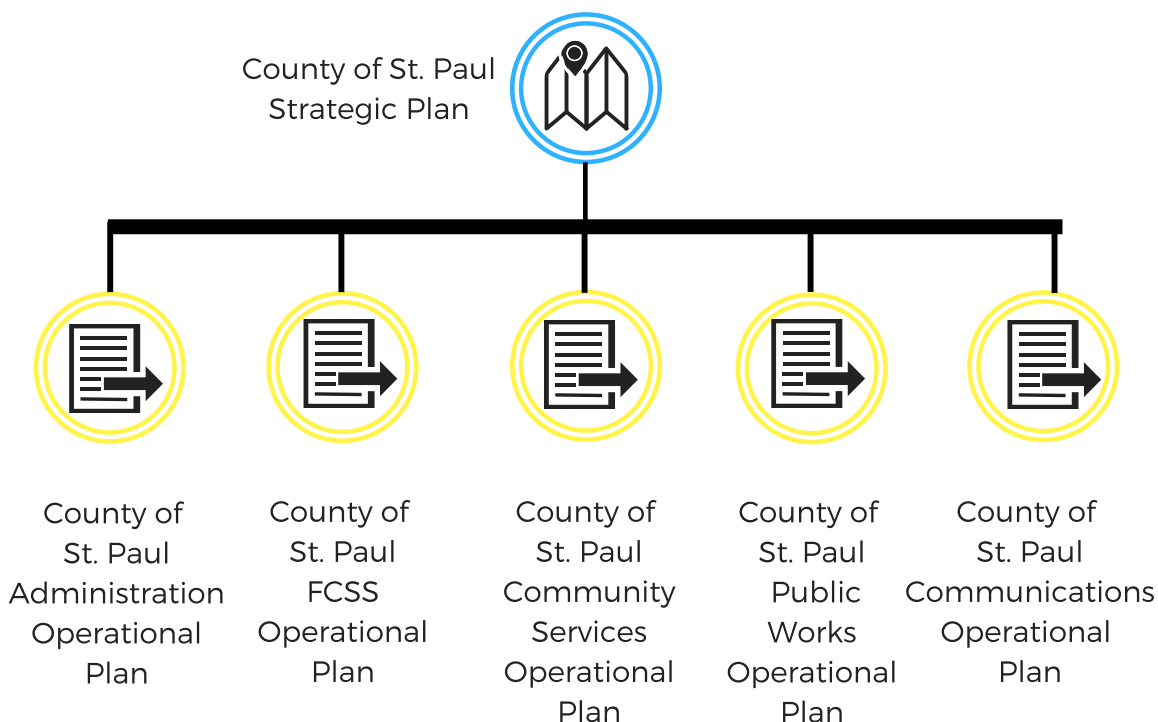 County of St. Paul
Strategic Plan
County of
St. Paul
Administration
Operational
Plan
County of
St. Paul
FCSS
Operational
Plan
County of
St. Paul
Community
Services
Operational
Plan
County of
St. Paul
Public
Works
Operational
Plan
County of
St. Paul
Communications
Operational
Plan